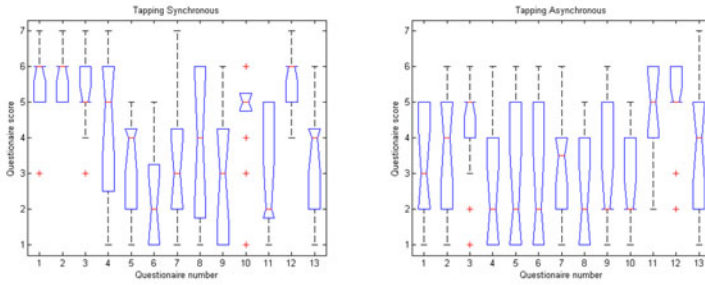 Tapping Synchronous
7
6
5
4
3
2
1
Questionaire score
1 2 3 4 5 6 7 8 9 10 11 12 13
Questionaire number
Tapping Asynchronous
7
6
5
4
3
2
1
Questionaire score
1 2 3 4 5 6 7 8 9 10 11 12 13
Questionaire number